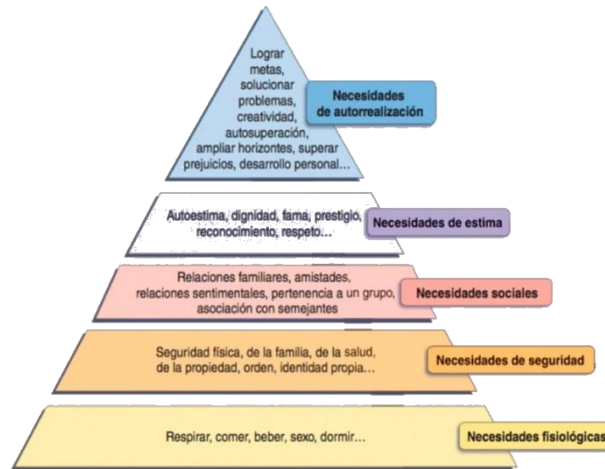 Lograr
metas,
solucionar
problemas,
creatividad,
autosuperación,
ampliar horizontes, superar
prejuicios, desarrollo personal...
Necesidades
de autorrealización
Autoestima, dignidad, fama, prestigio,
reconocimiento, respeto...
Necesidades de estima
Relaciones familiares, amistades,
relaciones sentimentales, pertenencia a un grupo,
asociación con semejantes
Necesidades sociales
Seguridad física, de la familia, de la salud,
de la propiedad, orden, identidad propia...
Necesidades de seguridad
Respirar, comer, beber, sexo, dormir...
Necesidades fisiológicas